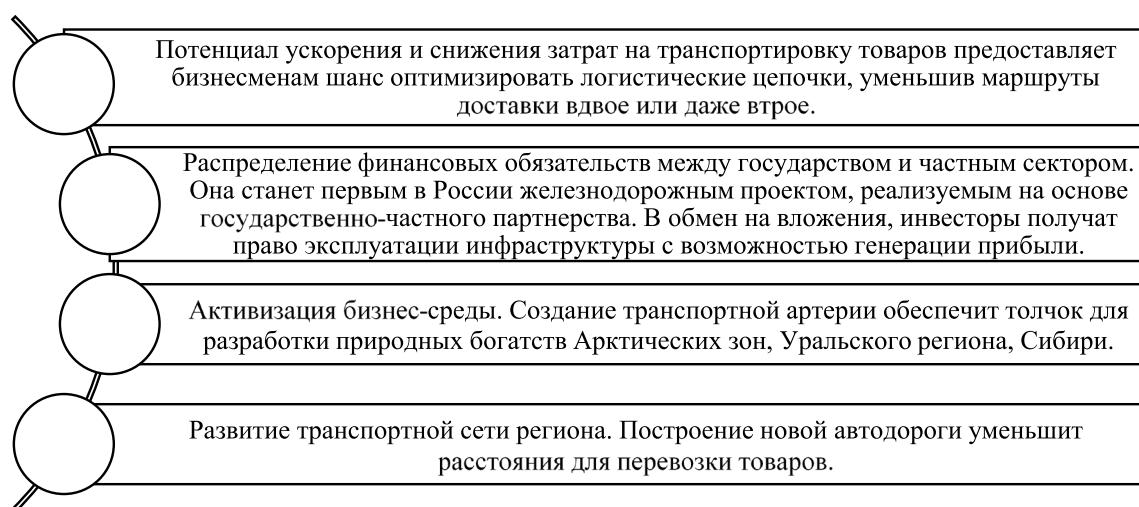 Потенциал ускорения и снижения затрат на транспортировку товаров предоставляет
бизнесменам шанс оптимизировать логистические цепочки, уменьшив маршруты
доставки вдвое или даже втрое.
Распределение финансовых обязательств между государством и частным сектором.
Она станет первым в России железнодорожным проектом, реализуемым на основе
государственно-частного партнерства. В обмен на вложения, инвесторы получат
право эксплуатации инфраструктуры с возможностью генерации прибыли.
Активизация бизнес-среды. Создание транспортной артерии обеспечит толчок для
разработки природных богатств Арктических зон, Уральского региона, Сибири.
Развитие транспортной сети региона. Построение новой автодороги уменьшит
расстояния для перевозки товаров.